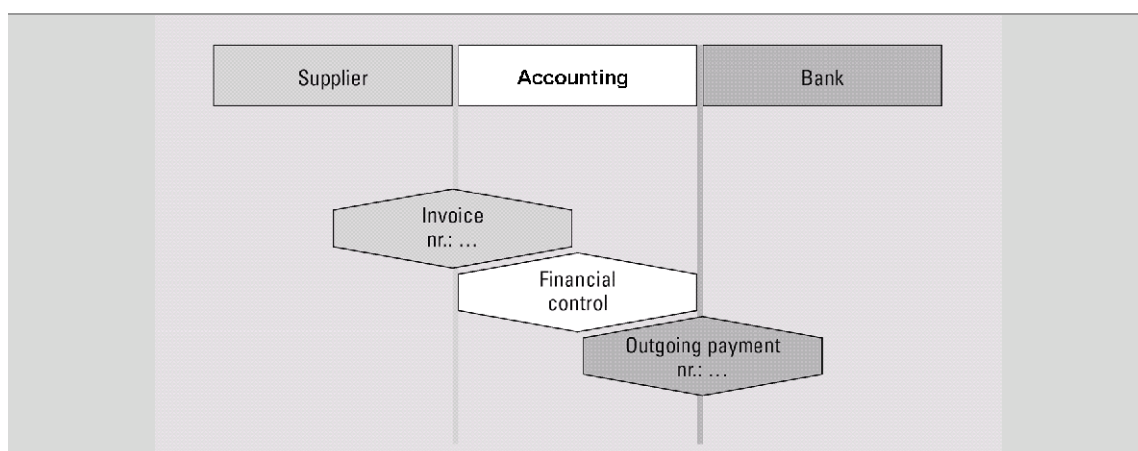 Supplier
Accounting
Bank
Invoice
nr.: ...
Financial
control
Outgoing payment
nr.: ...